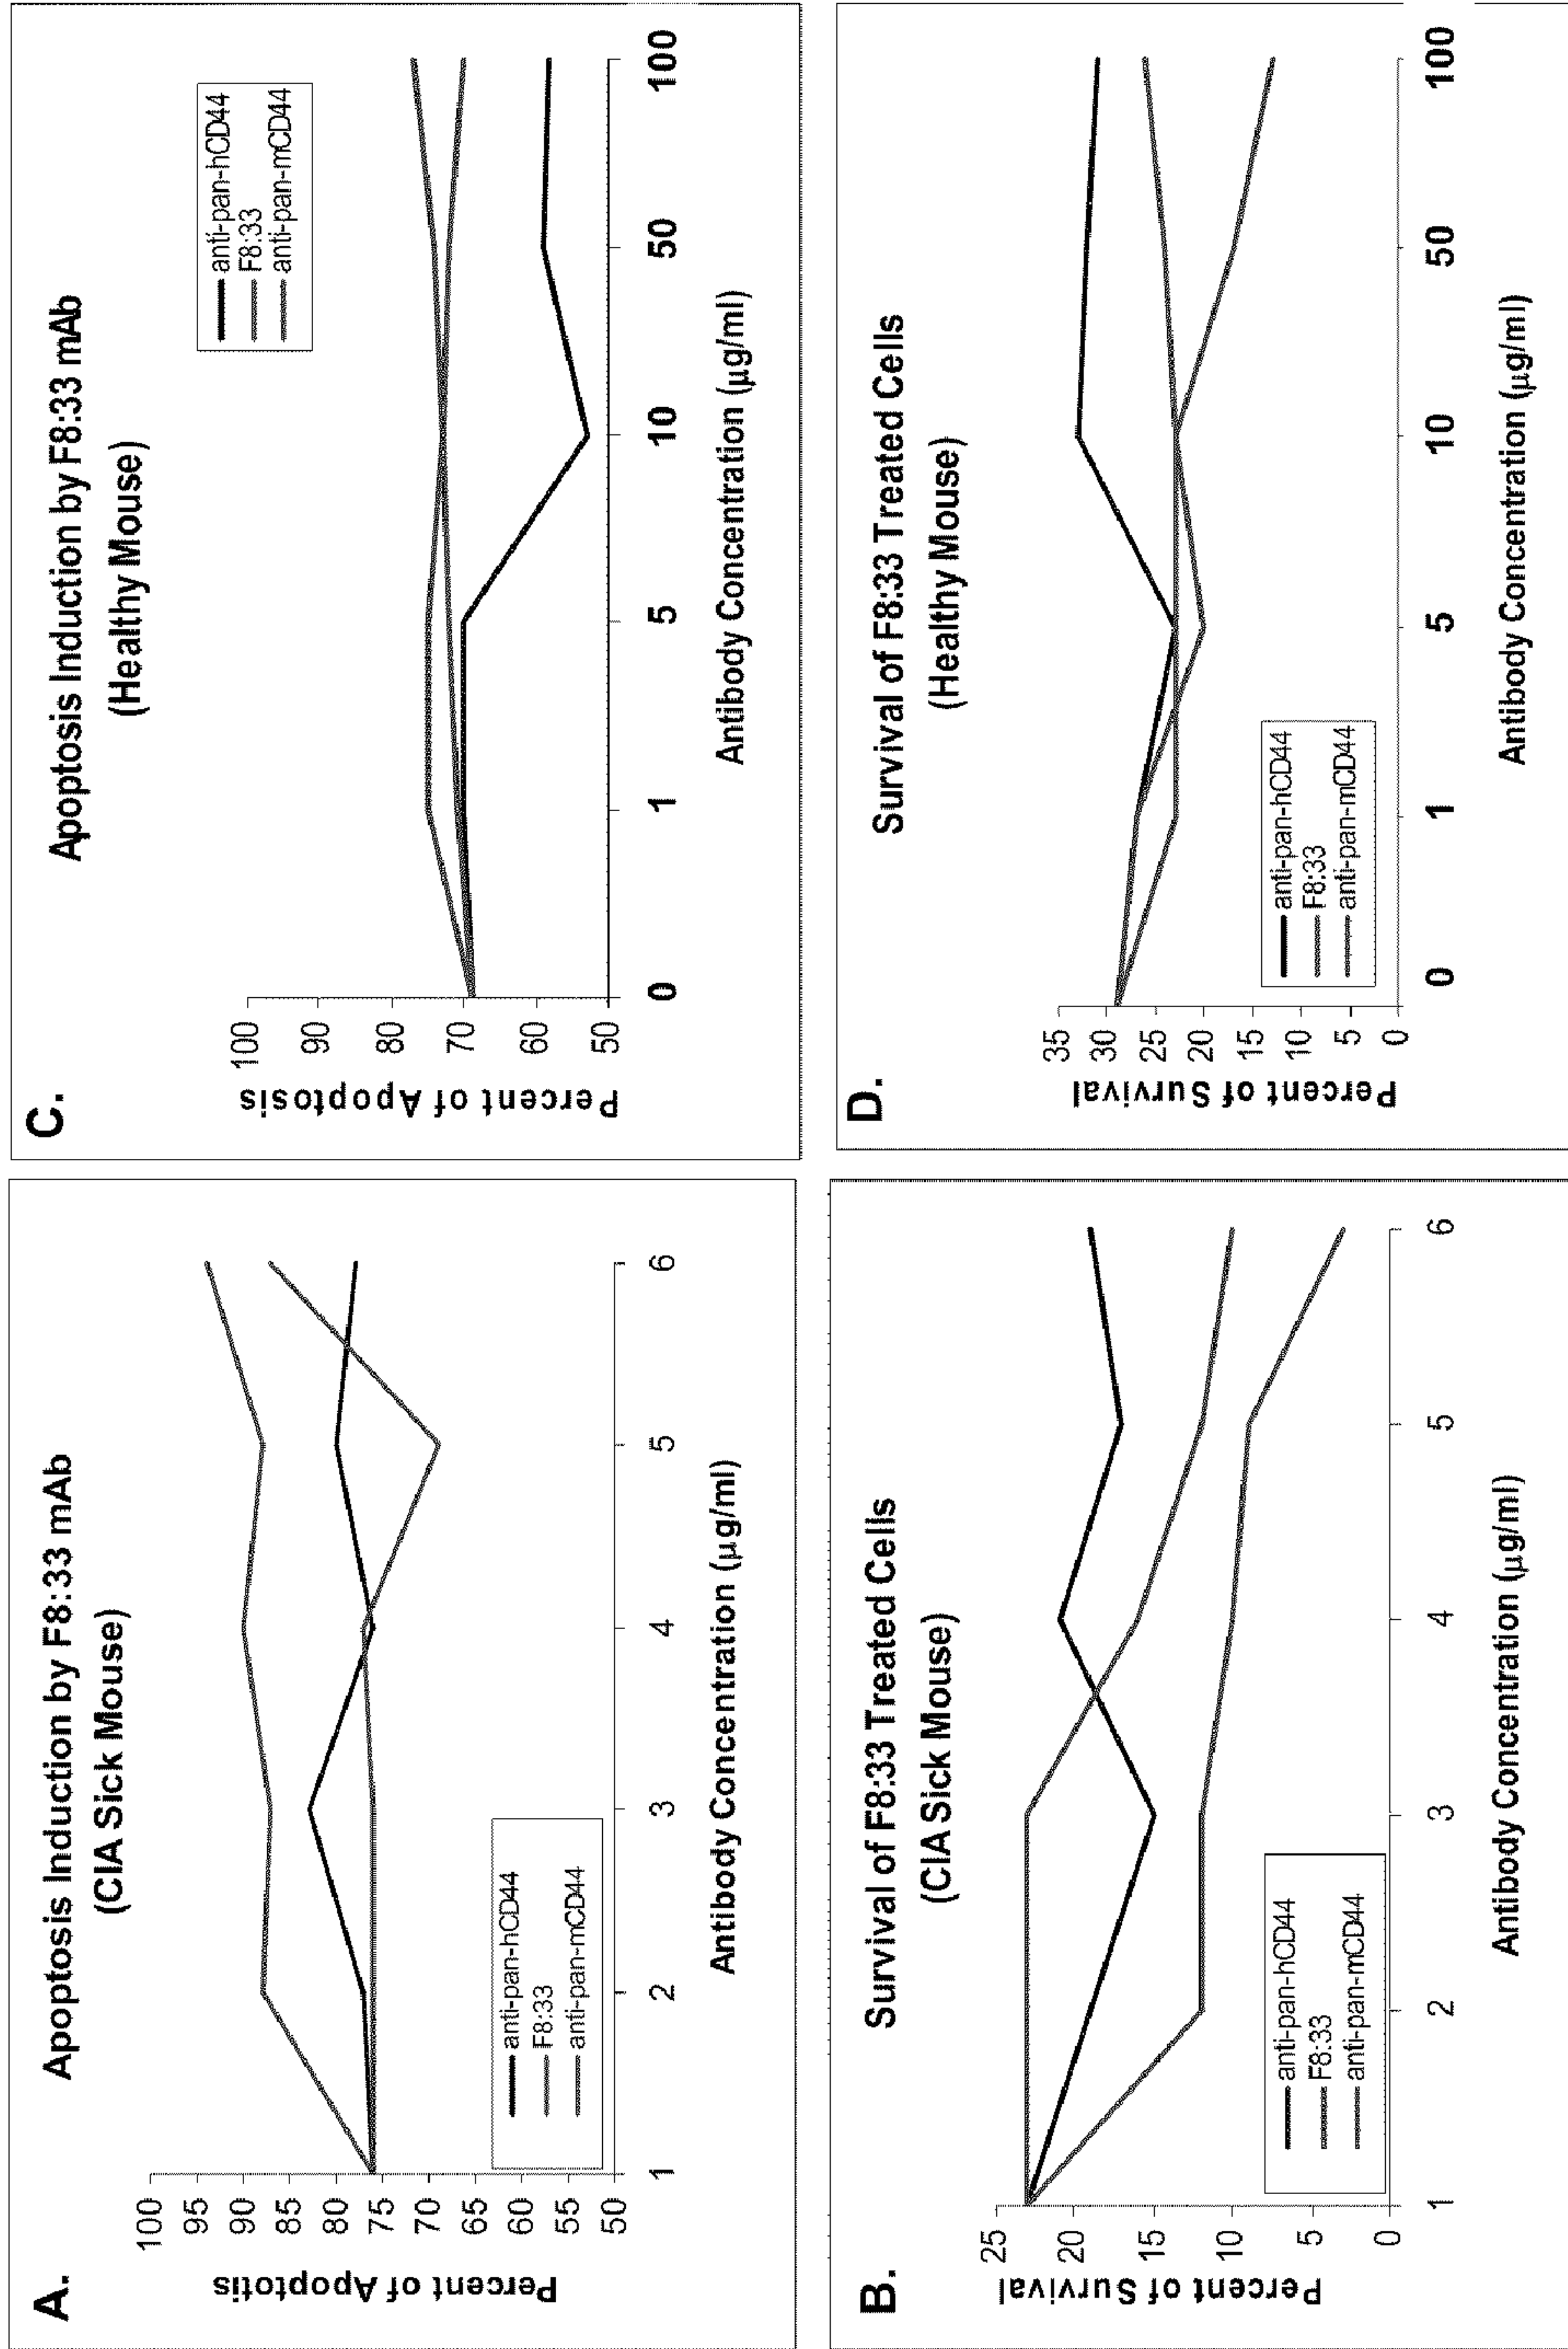 A.
Apoptosis Induction by F8:33 mAb
(CIA Sick Mouse)
Percent of Apoptotis
100
95
90
85
80
75
70
65
60
55
50
1 2 3 4 5 6
Antibody Concentration (µg/ml)
anti-pan-hCD44
F8:33
anti-pan-mCD44
B.
Survival of F8:33 Treated Cells
(CIA Sick Mouse)
Percent of Survival
25
20
15
10
5
0
1 2 3 4 5 6
Antibody Concentration (µg/ml)
anti-pan-hCD44
F8:33
anti-pan-mCD44
C.
Apoptosis Induction by F8:33 mAb
(Healthy Mouse)
Percent of Apoptosis
100
90
80
70
60
50
0 1 5 10 50 100
Antibody Concentration (µg/ml)
anti-pan-hCD44
F8:33
anti-pan-mCD44
D.
Survival of F8:33 Treated Cells
(Healthy Mouse)
Percent of Survival
35
30
25
20
15
10
5
0
0 1 5 10 50 100
Antibody Concentration (µg/ml)
anti-pan-hCD44
F8:33
anti-pan-mCD44